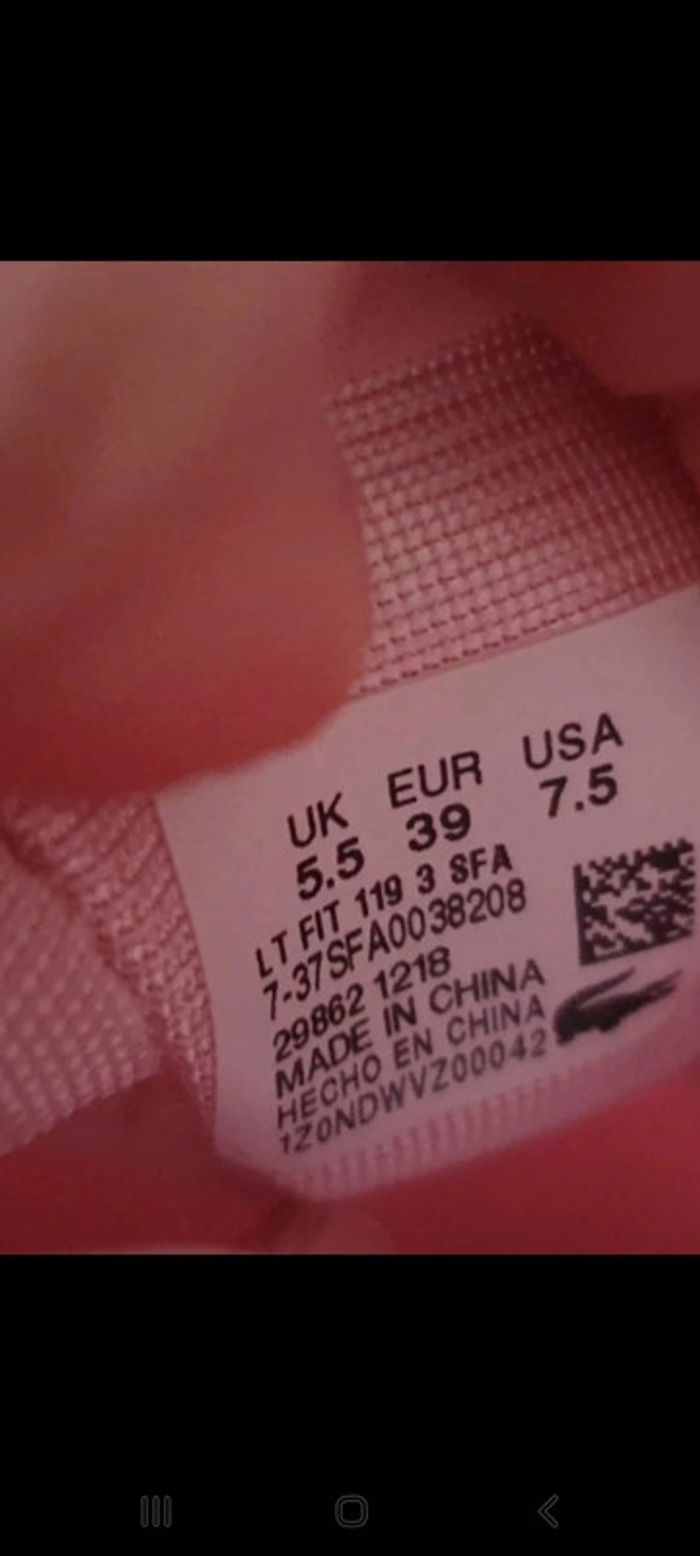 UK EUR USA
5.5 39 7.5
LT FIT 119 3 SFA
7-37SFA0038208
29862 1218
MADE IN CHINA
HECHO EN CHINA
1Z0NDWVZ00042